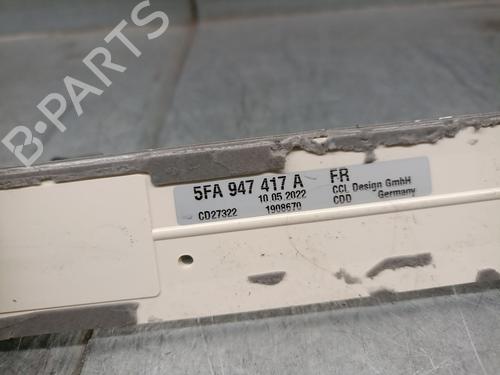 B-PARTS
5FA 947 417 A FR
10.05.2022 CCL Design GmbH
CD27322 1908670 CDD Germany